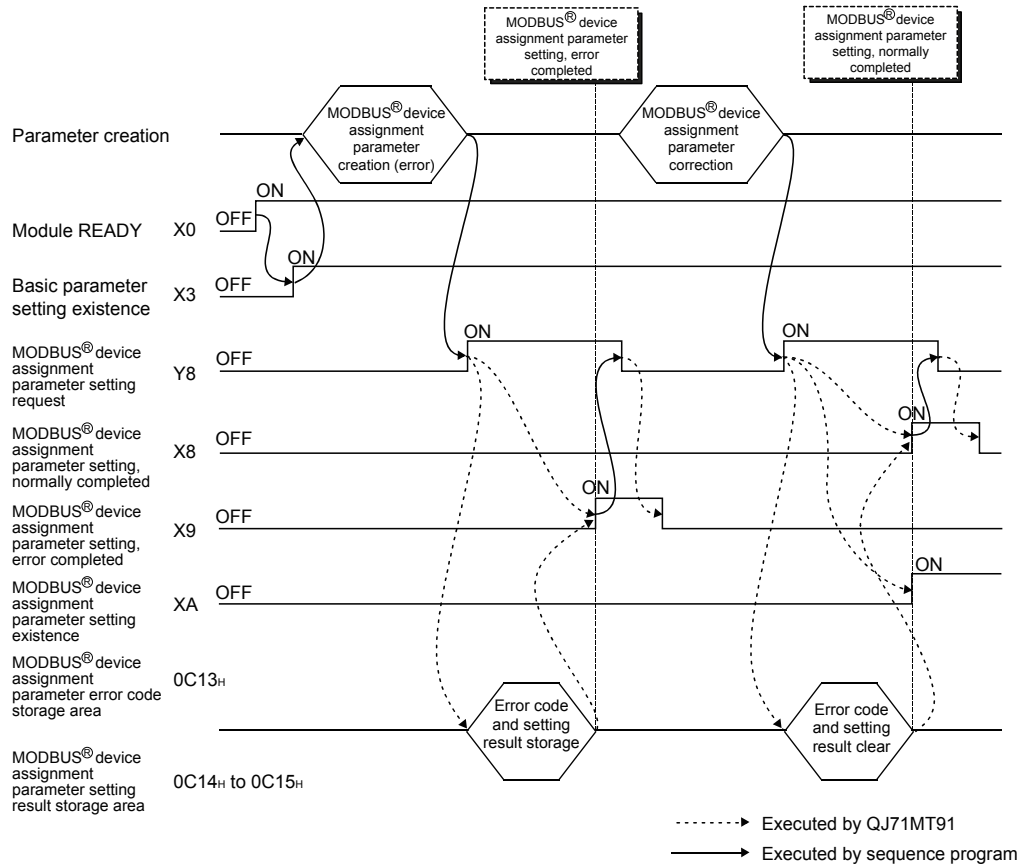 MODBUS® device
assignment parameter
setting, error
completed
MODBUS® device
assignment parameter
setting, normally
completed
Parameter creation
MODBUS® device
assignment
parameter
creation (error)
MODBUS® device
assignment
parameter
correction
Module READY X0 OFF ON
Basic parameter
setting existence
X3 OFF ON
MODBUS® device
assignment
parameter setting
request
Y8 OFF ON ON
MODBUS® device
assignment
parameter setting,
normally completed
X8 OFF ON
MODBUS® device
assignment
parameter setting,
error completed
X9 OFF ON
MODBUS® device
assignment
parameter setting
existence
XA OFF ON
MODBUS® device
assignment
parameter error code
storage area
0C13H
Error code
and setting
result storage
Error code
and setting
result clear
MODBUS® device
assignment
parameter setting
result storage area
0C14H to 0C15H
Executed by QJ71MT91
Executed by sequence program